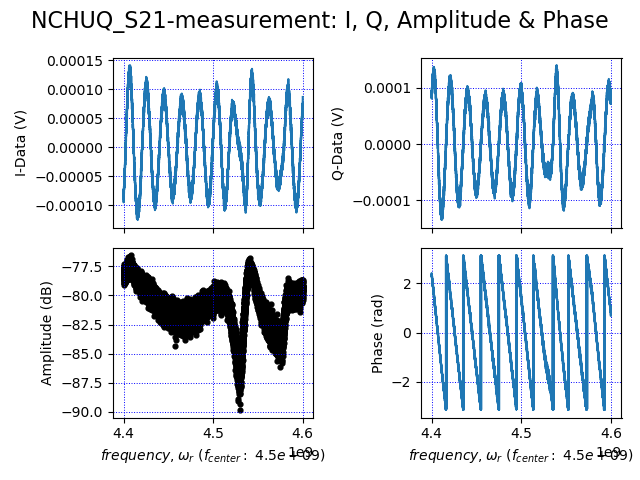 NCHUQ_S21-measurement: I, Q, Amplitude & Phase
I-Data (V)
0.00015
0.00010
0.00005
0.00000
−0.00005
−0.00010
Q-Data (V)
0.0001
0.0000
−0.0001
Amplitude (dB)
−77.5
−80.0
−82.5
−85.0
−87.5
−90.0
4.4 4.5 4.6
1e9
frequency, ωr (fcenter: 4.5e + 09)
Phase (rad)
2
0
−2
4.4 4.5 4.6
1e9
frequency, ωr (fcenter: 4.5e + 09)